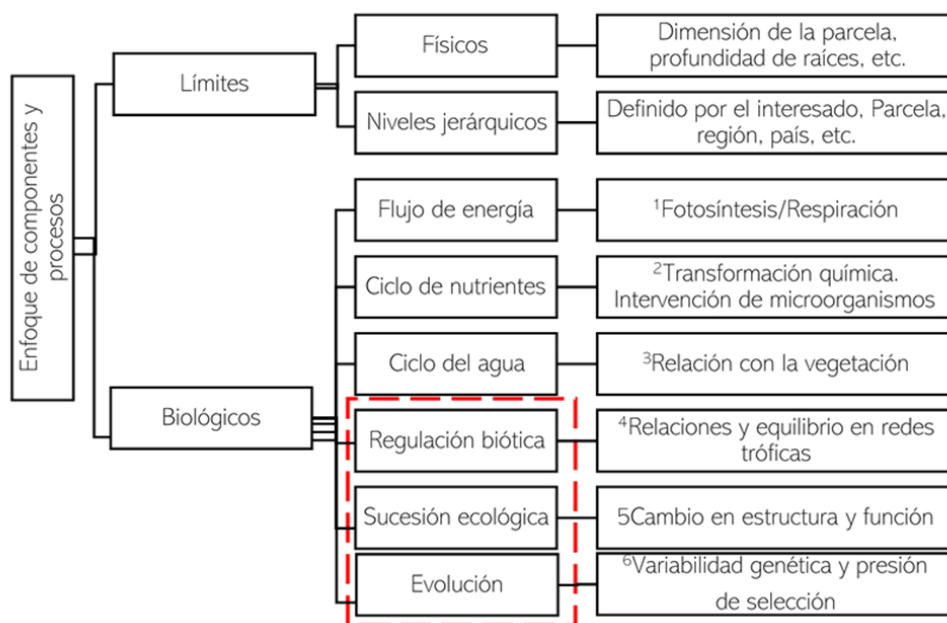 Enfoque de componentes y
procesos
Límites
Físicos
Dimensión de la parcela,
profundidad de raíces, etc.
Niveles jerárquicos
Definido por el interesado, Parcela,
región, país, etc.
Biológicos
Flujo de energía
¹Fotosíntesis/Respiración
Ciclo de nutrientes
²Transformación química.
Intervención de microorganismos
Ciclo del agua
³Relación con la vegetación
Regulación biótica
⁴Relaciones y equilibrio en redes
tróficas
Sucesión ecológica
5Cambio en estructura y función
Evolución
⁶Variabilidad genética y presión
de selección